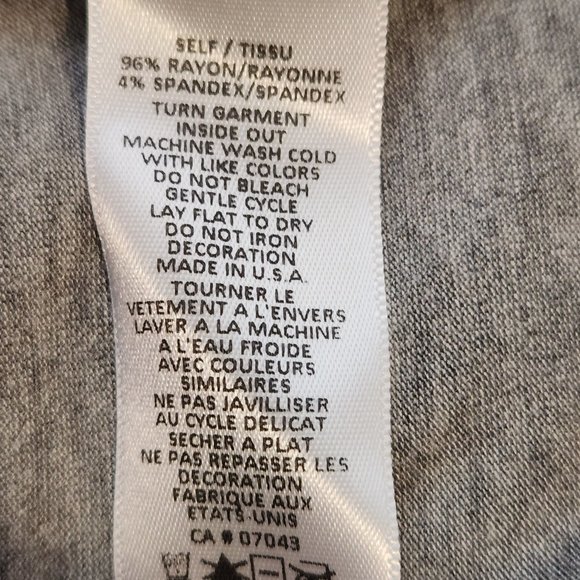 SELF / TISSU
96% RAYON/RAYONNE
4% SPANDEX/SPANDEX
TURN GARMENT
INSIDE OUT
MACHINE WASH COLD
WITH LIKE COLORS
DO NOT BLEACH
GENTLE CYCLE
LAY FLAT TO DRY
DO NOT IRON
DECORATION
MADE IN U.S.A.
TOURNER LE
VETEMENT A L'ENVERS
LAVER A LA MACHINE
A L'EAU FROIDE
AVEC COULEURS
SIMILAIRES
NE PAS JAVILLISER
AU CYCLE DELICAT
SECHER A PLAT
NE PAS REPASSER LES
DECORATION
FABRIQUE AUX
ETATS-UNIS
CA # 07043